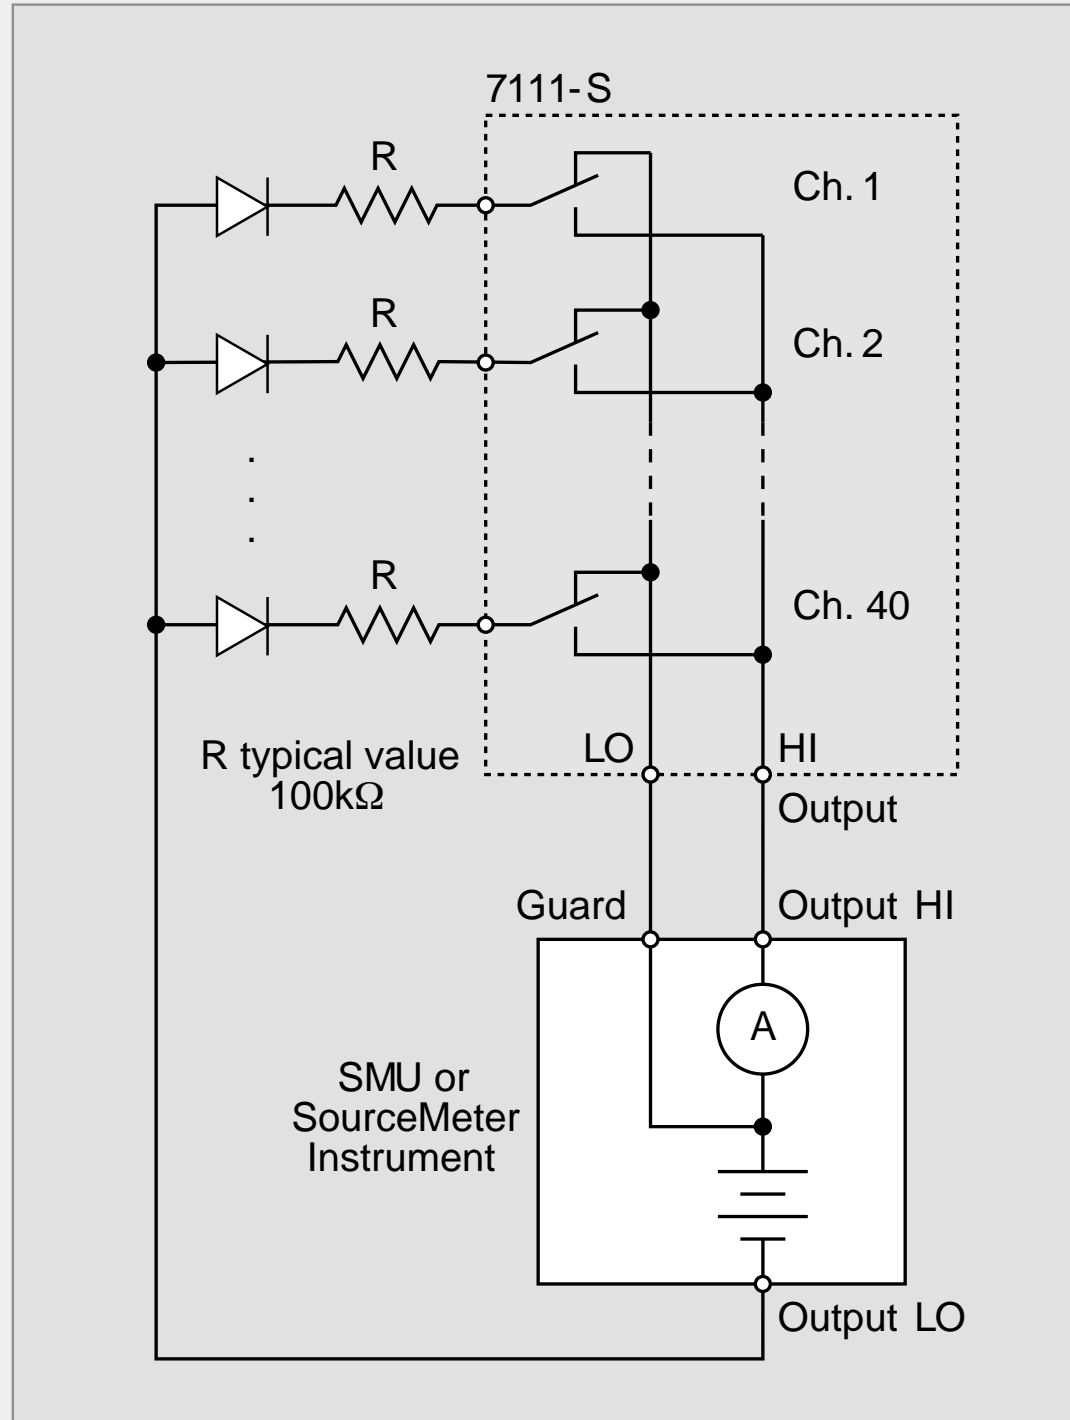 7111-S
R
Ch. 1
R
Ch. 2
R
Ch. 40
R typical value
100kΩ
LO
HI
Output
Guard
Output HI
A
SMU or
SourceMeter
Instrument
Output LO